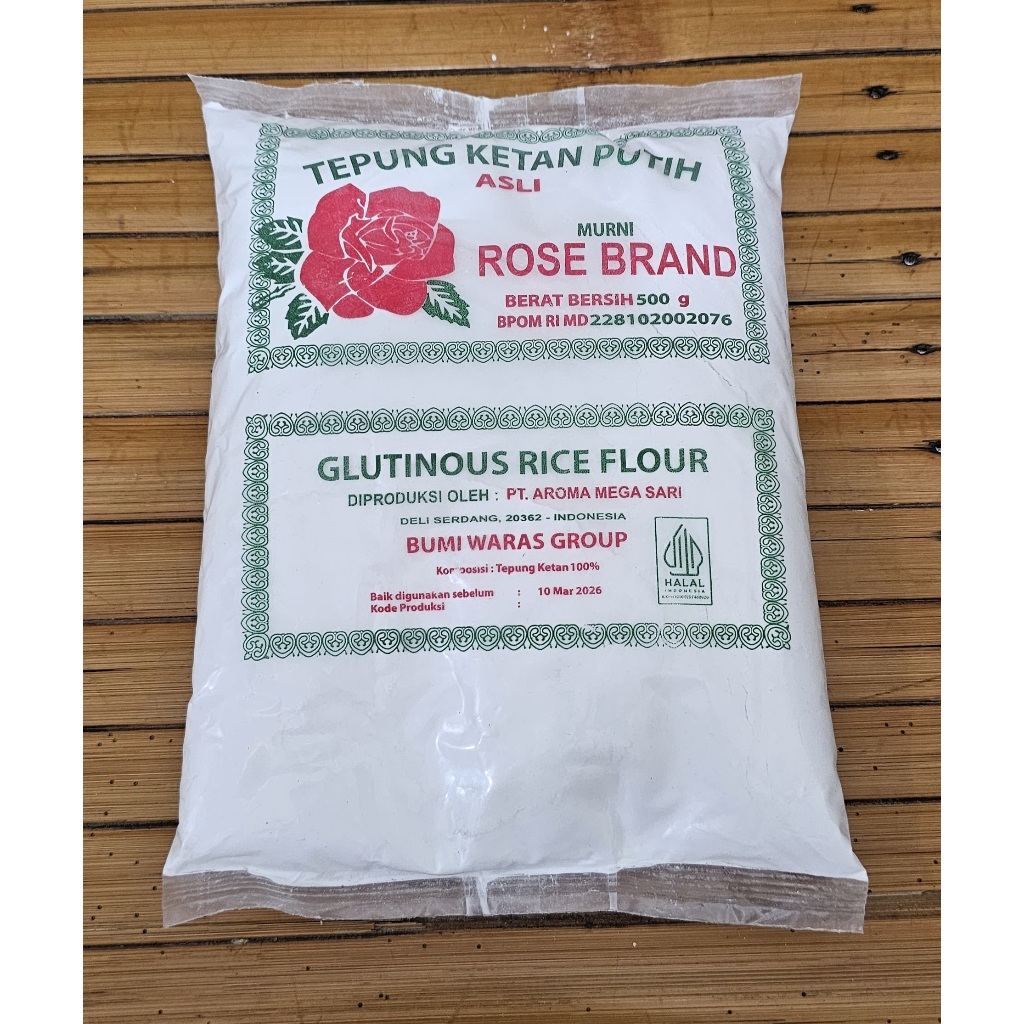 TEPUNG KETAN PUTIH
ASLI
MURNI
ROSE BRAND
BERAT BERSIH 500 g
BPOM RI MD 228102002076
GLUTINOUS RICE FLOUR
DIPRODUKSI OLEH : PT. AROMA MEGA SARI
DELI SERDANG, 20362 - INDONESIA
BUMI WARAS GROUP
Komposisi : Tepung Ketan 100%
Baik digunakan sebelum : 10 Mar 2026
Kode Produksi :
HALAL
INDONESIA